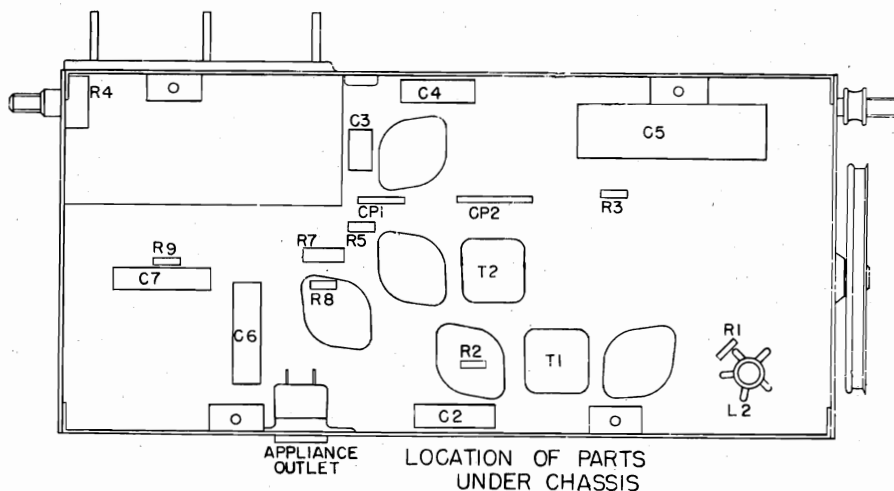 R4
C4
C3
C5
CP1
CP2
R3
R5
R7
R9
C7
T2
R8
C6
R1
R2
T1
L2
C2
APPLIANCE
OUTLET
LOCATION OF PARTS
UNDER CHASSIS